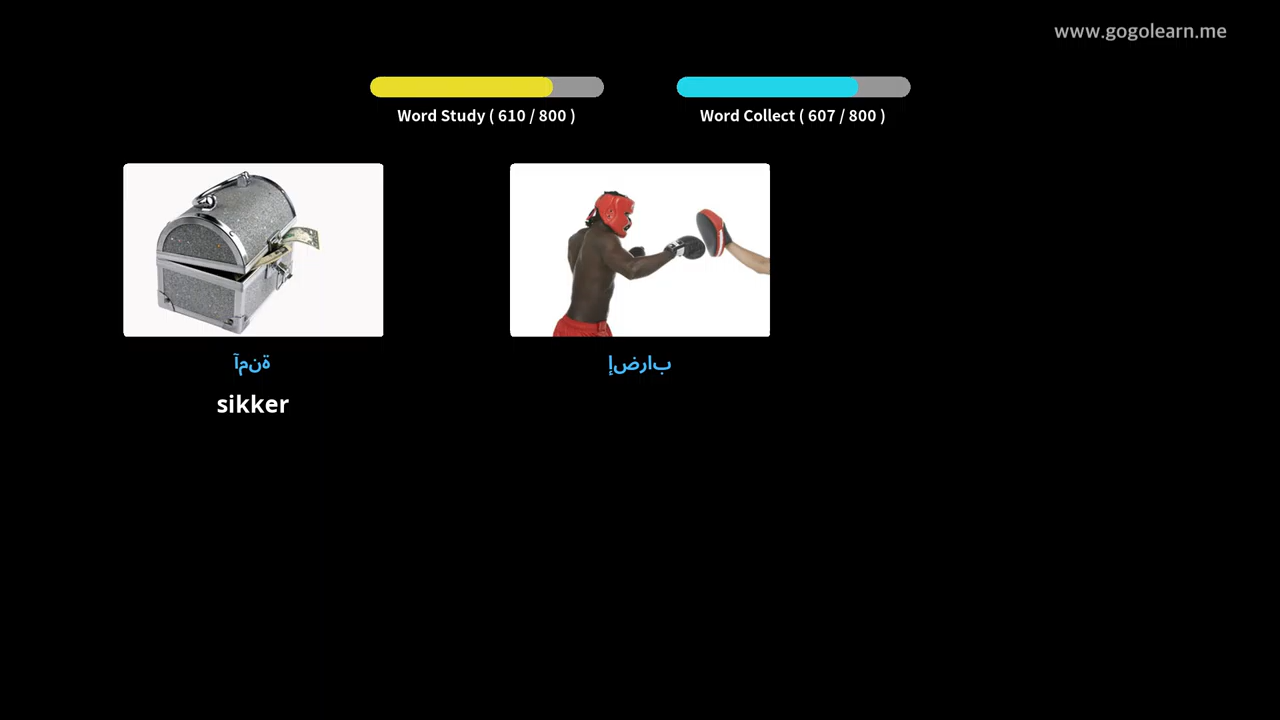 www.gogolearn.me
Word Study ( 610 / 800 )
Word Collect ( 607 / 800 )
آمنة
إضراب
sikker